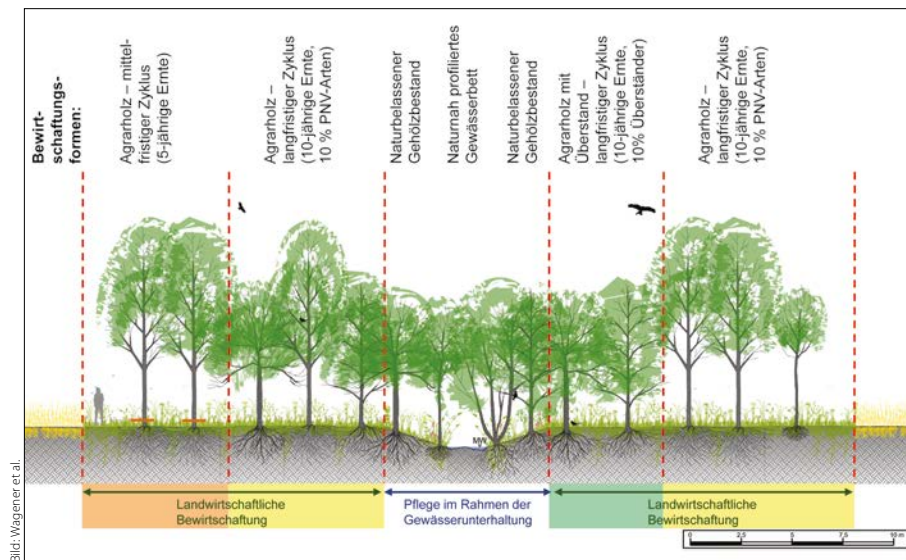 Bewirt-
schaftungs-
formen:
Agrarholz – mittel-
fristiger Zyklus
(5-jährige Ernte)
Agrarholz –
langfristiger Zyklus
(10-jährige Ernte,
10 % PNV-Arten)
Naturbelassener
Gehölzbestand
Naturnah profiliertes
Gewässerbett
Naturbelassener
Gehölzbestand
Agrarholz mit
Überstand –
langfristiger Zyklus
(10-jährige Ernte,
10% Überständer)
Agrarholz –
langfristiger Zyklus
(10-jährige Ernte,
10 % PNV-Arten)
MW
Landwirtschaftliche
Bewirtschaftung
Pflege im Rahmen der
Gewässerunterhaltung
Landwirtschaftliche
Bewirtschaftung
0 2,5 5 7,5 10 m
Bild: Wagener et al.